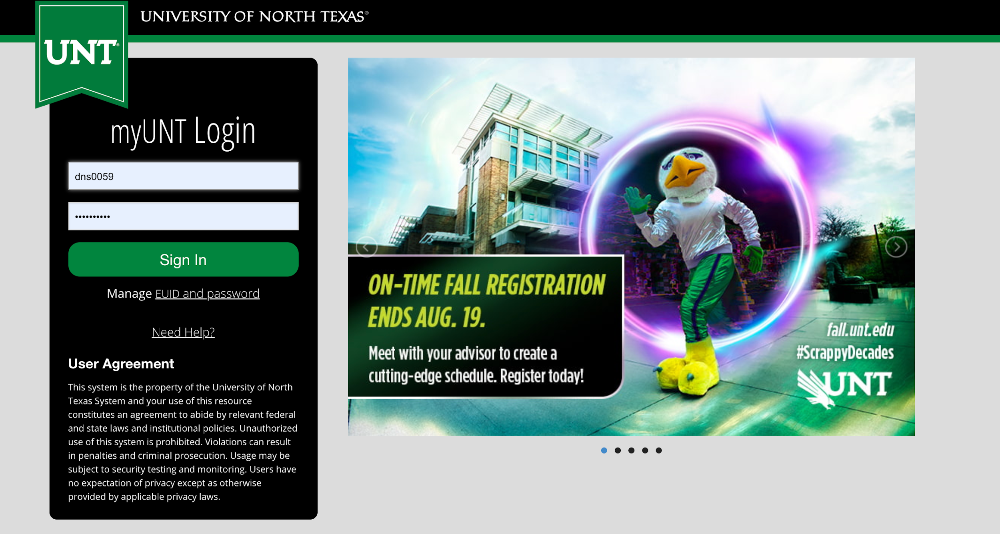 UNIVERSITY OF NORTH TEXAS®
UNT®
myUNT Login
dns0059
••••••••••
Sign In
Manage EUID and password
Need Help?
User Agreement
This system is the property of the University of North
Texas System and your use of this resource
constitutes an agreement to abide by relevant federal
and state laws and institutional policies. Unauthorized
use of this system is prohibited. Violations can result
in penalties and criminal prosecution. Usage may be
subject to security testing and monitoring. Users have
no expectation of privacy except as otherwise
provided by applicable privacy laws.
ON-TIME FALL REGISTRATION
ENDS AUG. 19.
Meet with your advisor to create a
cutting-edge schedule. Register today!
fall.unt.edu
#ScrappyDecades
UNT